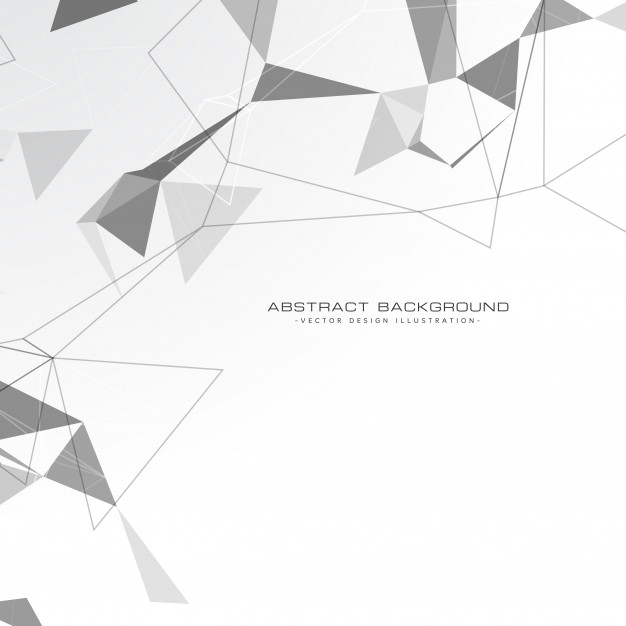 ABSTRACT BACKGROUND
-VECTOR DESIGN ILLUSTRATION-